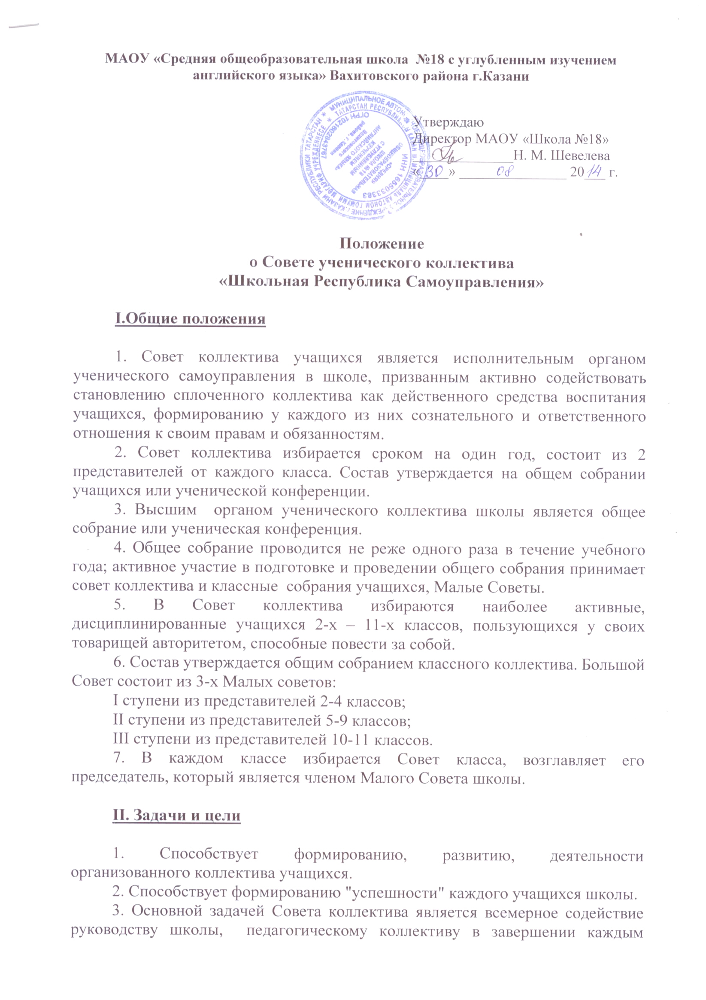 МАОУ «Средняя общеобразовательная школа №18 с углубленным изучением
английского языка» Вахитовского района г.Казани
Утверждаю
Директор МАОУ «Школа №18»
Н. М. Шевелева
«30» 08 2014 г.
ОГРН 1021602843767
ИНН 1655033383
Положение
о Совете ученического коллектива
«Школьная Республика Самоуправления»
I.Общие положения
1. Совет коллектива учащихся является исполнительным органом
ученического самоуправления в школе, призванным активно содействовать
становлению сплоченного коллектива как действенного средства воспитания
учащихся, формированию у каждого из них сознательного и ответственного
отношения к своим правам и обязанностям.
2. Совет коллектива избирается сроком на один год, состоит из 2
представителей от каждого класса. Состав утверждается на общем собрании
учащихся или ученической конференции.
3. Высшим органом ученического коллектива школы является общее
собрание или ученическая конференция.
4. Общее собрание проводится не реже одного раза в течение учебного
года; активное участие в подготовке и проведении общего собрания принимает
совет коллектива и классные собрания учащихся, Малые Советы.
5. В Совет коллектива избираются наиболее активные,
дисциплинированные учащихся 2-х – 11-х классов, пользующихся у своих
товарищей авторитетом, способные повести за собой.
6. Состав утверждается общим собранием классного коллектива. Большой
Совет состоит из 3-х Малых советов:
I ступени из представителей 2-4 классов;
II ступени из представителей 5-9 классов;
III ступени из представителей 10-11 классов.
7. В каждом классе избирается Совет класса, возглавляет его
председатель, который является членом Малого Совета школы.
II. Задачи и цели
1. Способствует формированию, развитию, деятельности
организованного коллектива учащихся.
2. Способствует формированию "успешности" каждого учащихся школы.
3. Основной задачей Совета коллектива является всемерное содействие
руководству школы, педагогическому коллективу в завершении каждым